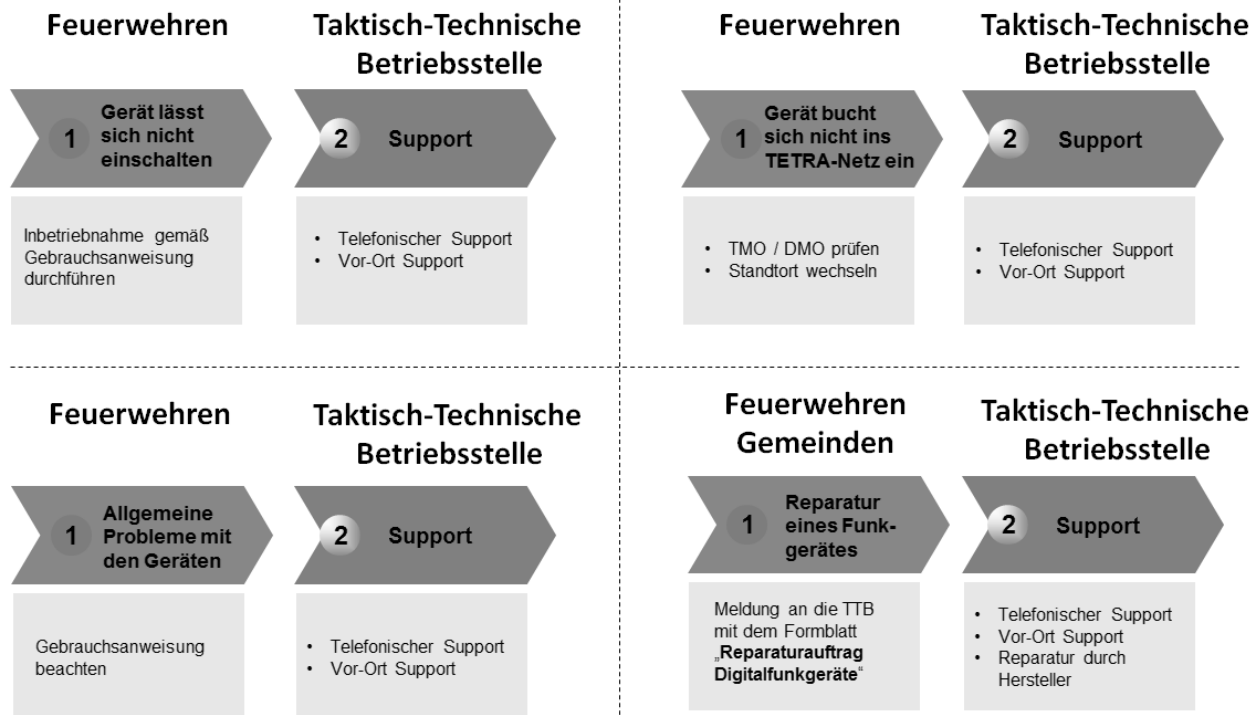 Feuerwehren
Taktisch-Technische
Betriebsstelle
1
Gerät lässt
sich nicht
einschalten
2
Support
Inbetriebnahme gemäß
Gebrauchsanweisung
durchführen
• Telefonischer Support
• Vor-Ort Support
Feuerwehren
Taktisch-Technische
Betriebsstelle
1
Gerät bucht
sich nicht ins
TETRA-Netz ein
2
Support
• TMO / DMO prüfen
• Standtort wechseln
• Telefonischer Support
• Vor-Ort Support
Feuerwehren
Taktisch-Technische
Betriebsstelle
1
Allgemeine
Probleme mit
den Geräten
2
Support
Gebrauchsanweisung
beachten
• Telefonischer Support
• Vor-Ort Support
Feuerwehren
Gemeinden
Taktisch-Technische
Betriebsstelle
1
Reparatur
eines Funk-
gerätes
2
Support
Meldung an die TTB
mit dem Formblatt
„Reparaturauftrag
Digitalfunkgeräte“
• Telefonischer Support
• Vor-Ort Support
• Reparatur durch
Hersteller